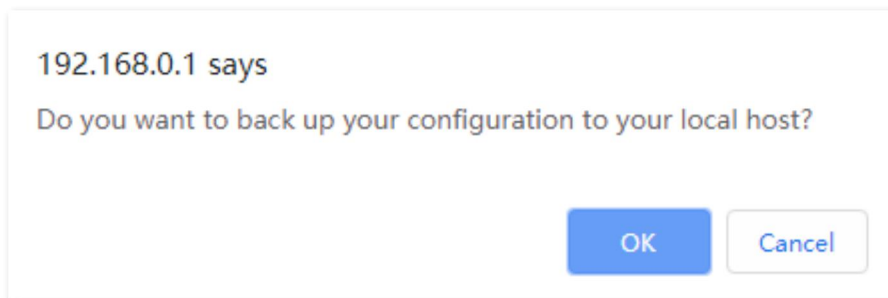 192.168.0.1 says
Do you want to back up your configuration to your local host?
OK
Cancel